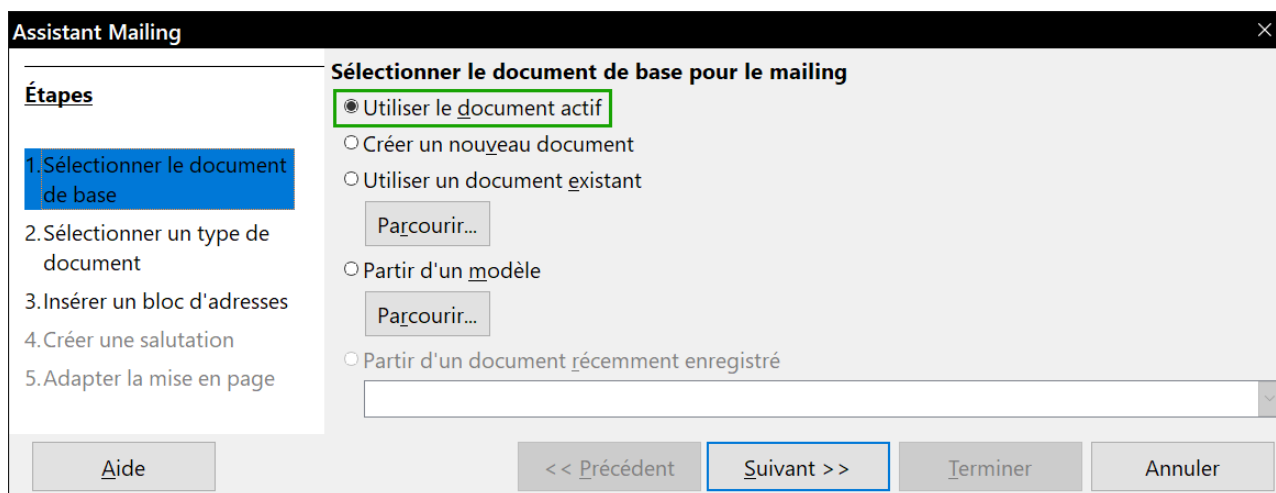 Assistant Mailing
Étapes
1. Sélectionner le document
de base
2. Sélectionner un type de
document
3. Insérer un bloc d'adresses
4. Créer une salutation
5. Adapter la mise en page
Sélectionner le document de base pour le mailing
Utiliser le document actif
Créer un nouveau document
Utiliser un document existant
Parcourir...
Partir d'un modèle
Parcourir...
Partir d'un document récemment enregistré
Aide
<< Précédent
Suivant >>
Terminer
Annuler